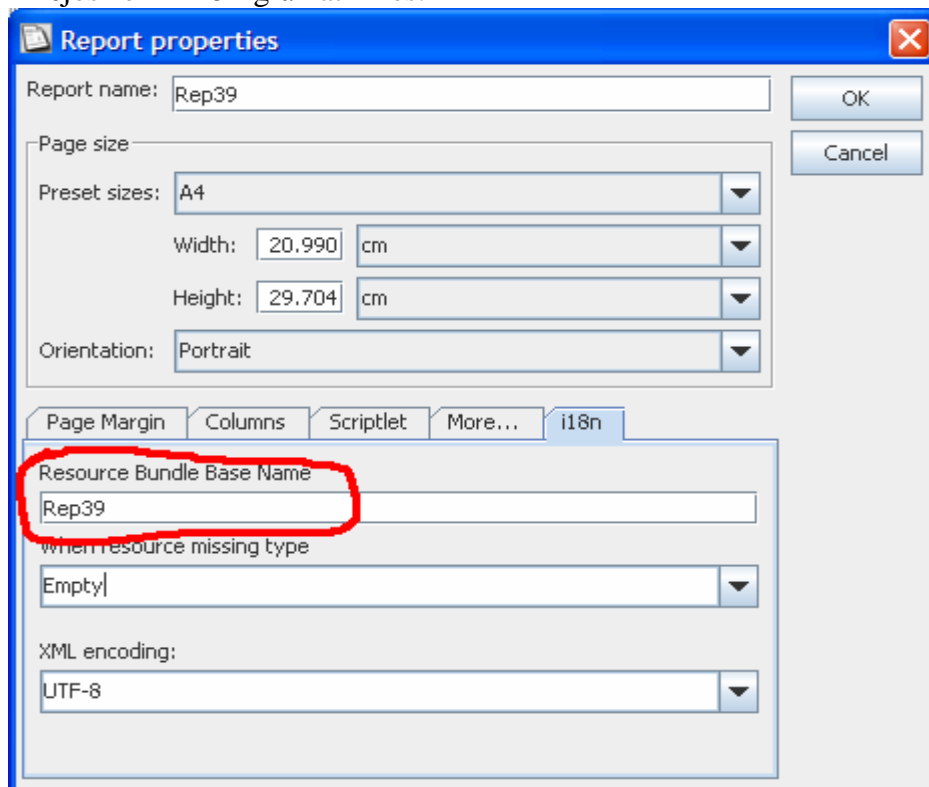 Report properties
Report name: Rep39
OK
Page size
Cancel
Preset sizes: A4
Width: 20.990 cm
Height: 29.704 cm
Orientation: Portrait
Page Margin Columns Scriptlet More... i18n
Resource Bundle Base Name
Rep39
When resource missing type
Empty
XML encoding:
UTF-8